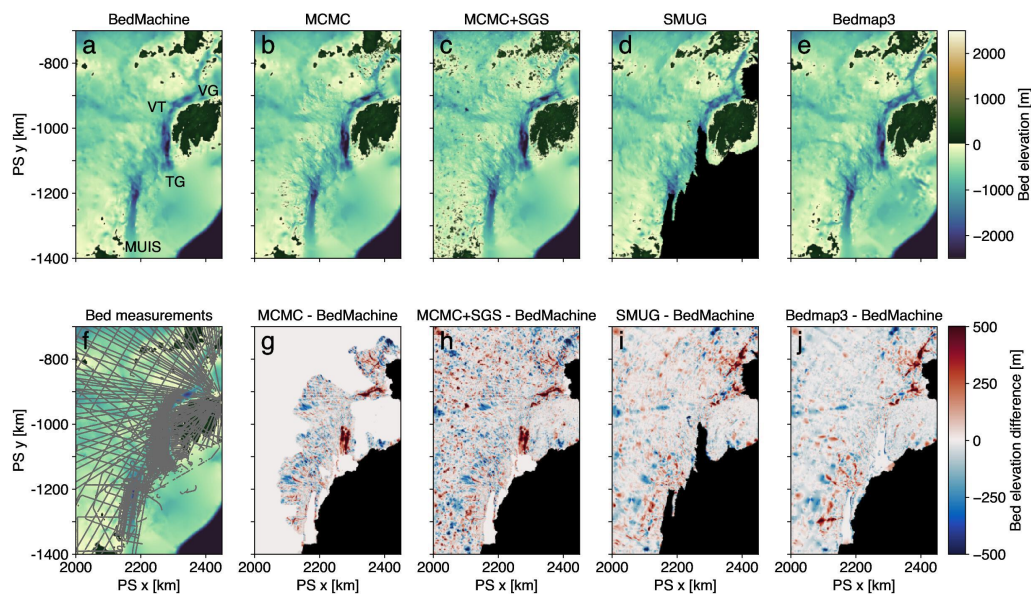 BedMachine
MCMC
MCMC+SGS
SMUG
Bedmap3
a
b
c
d
e
VG
VT
TG
MUIS
-800
-1000
-1200
-1400
PS y [km]
2000
1000
0
-1000
-2000
Bed elevation [m]
Bed measurements
MCMC - BedMachine
MCMC+SGS - BedMachine
SMUG - BedMachine
Bedmap3 - BedMachine
f
g
h
i
j
-800
-1000
-1200
-1400
PS y [km]
2000 2200 2400
2000 2200 2400
2000 2200 2400
2000 2200 2400
2000 2200 2400
PS x [km]
PS x [km]
PS x [km]
PS x [km]
PS x [km]
500
250
0
-250
-500
Bed elevation difference [m]